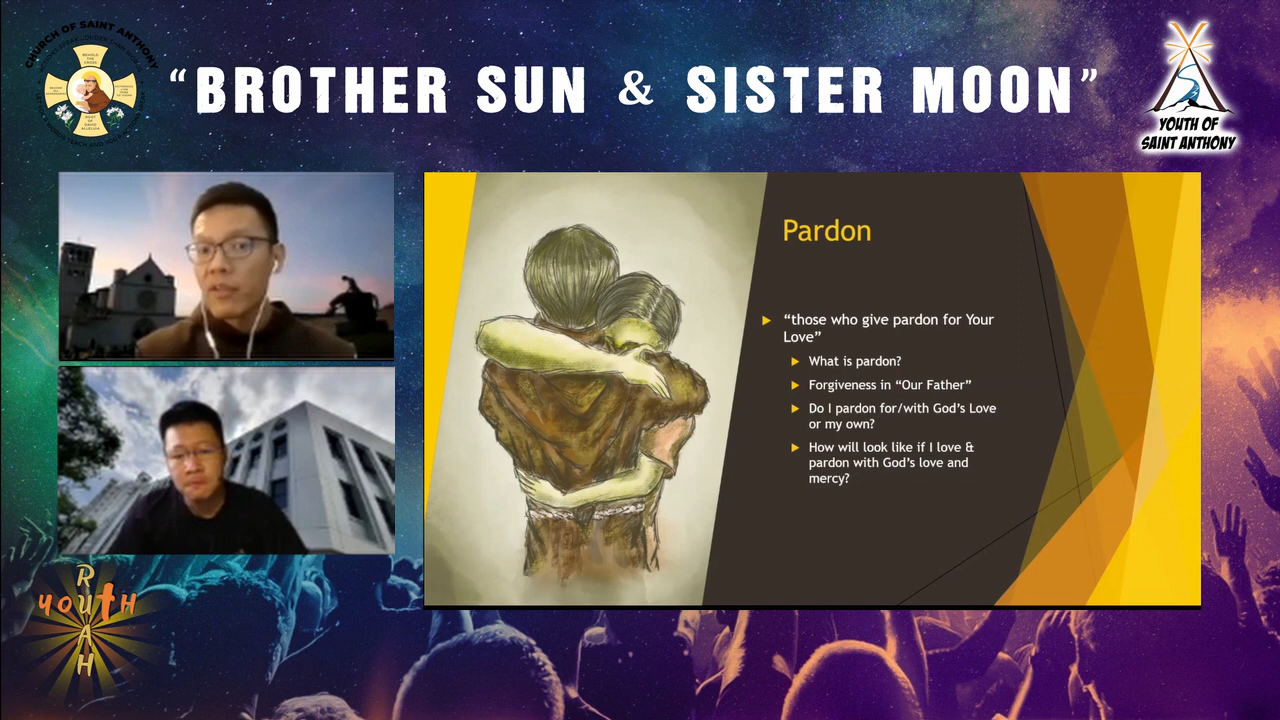 CHURCH OF SAINT ANTHONY
“BROTHER SUN & SISTER MOON”
YOUTH OF
SAINT ANTHONY
Pardon
“those who give pardon for Your
Love”
What is pardon?
Forgiveness in “Our Father”
Do I pardon for/with God’s Love
or my own?
How will look like if I love &
pardon with God’s love and
mercy?
YOUTH
RUAH